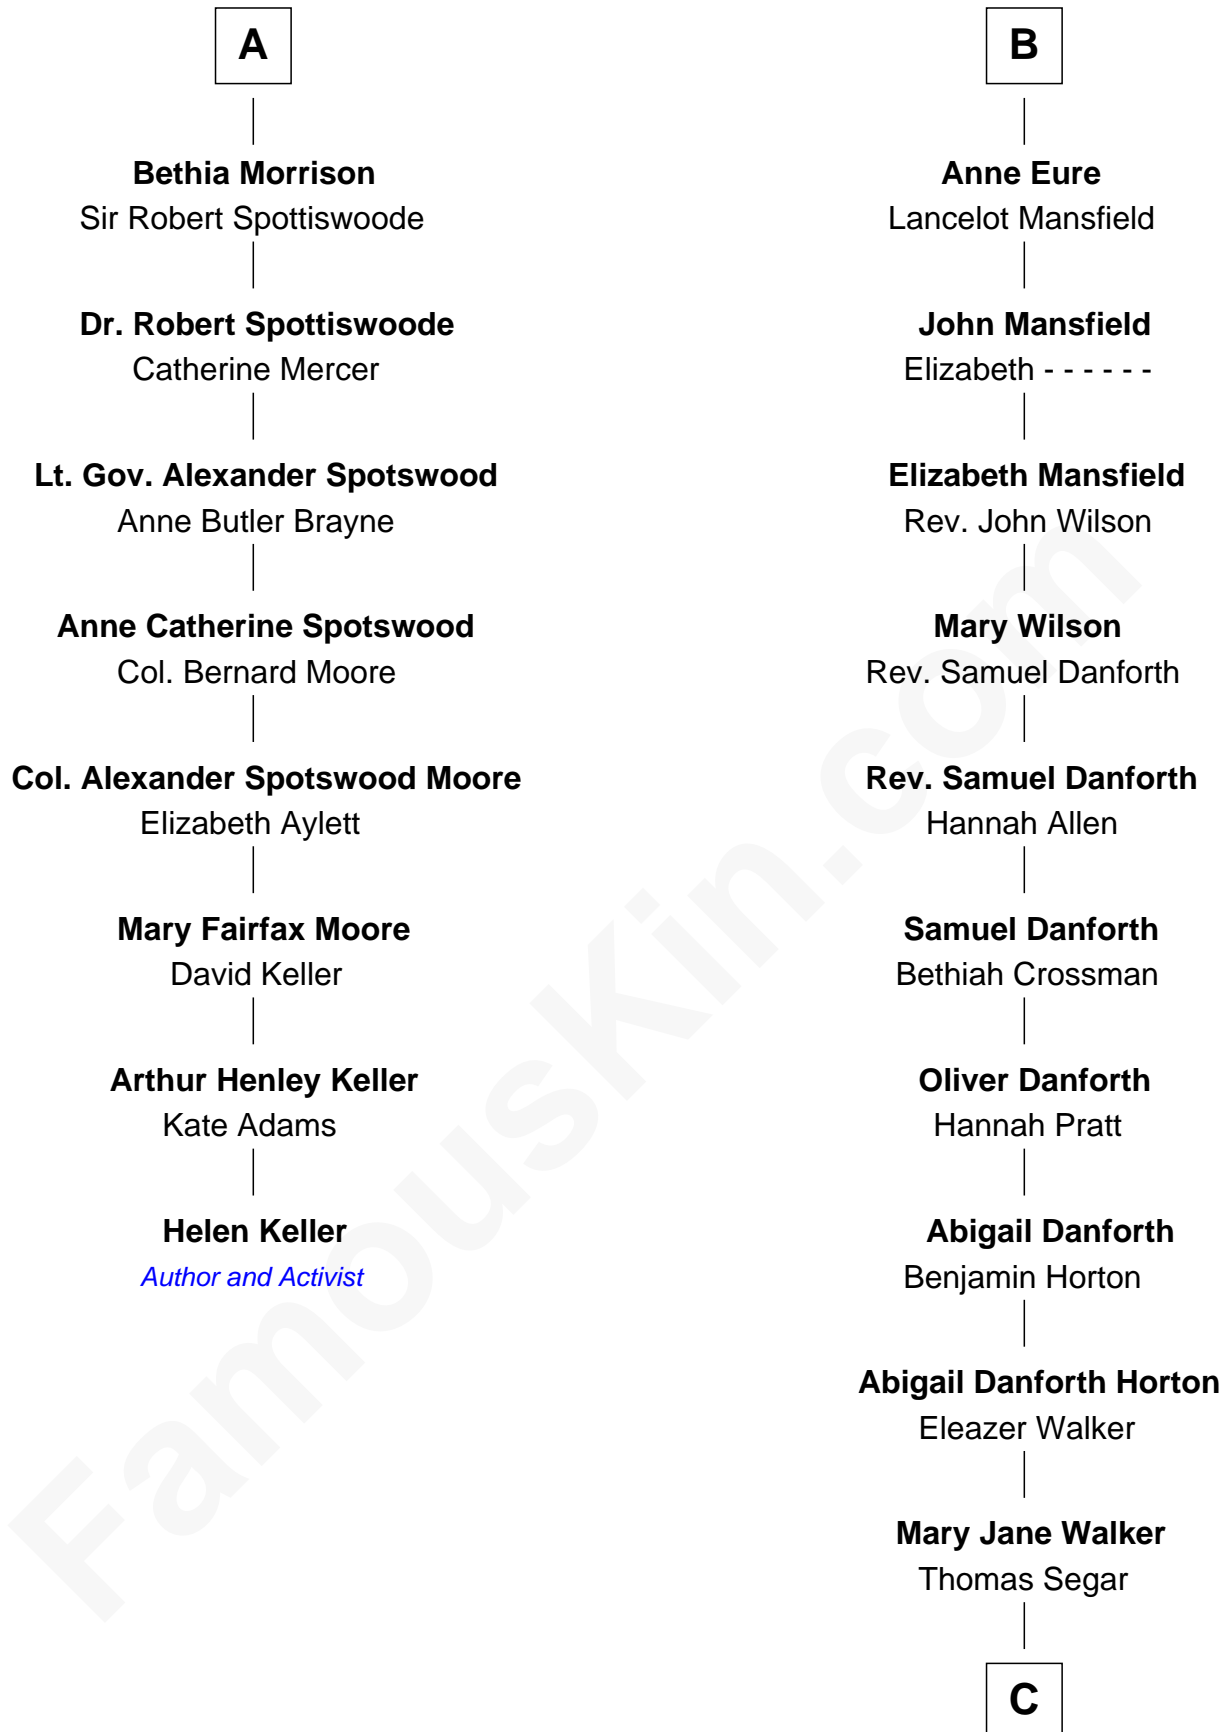 A
Bethia Morrison
Sir Robert Spottiswoode
Dr. Robert Spottiswoode
Catherine Mercer
Lt. Gov. Alexander Spotswood
Anne Butler Brayne
Anne Catherine Spotswood
Col. Bernard Moore
Col. Alexander Spotswood Moore
Elizabeth Aylett
Mary Fairfax Moore
David Keller
Arthur Henley Keller
Kate Adams
Helen Keller
Author and Activist
B
Anne Eure
Lancelot Mansfield
John Mansfield
Elizabeth - - - - - -
Elizabeth Mansfield
Rev. John Wilson
Mary Wilson
Rev. Samuel Danforth
Rev. Samuel Danforth
Hannah Allen
Samuel Danforth
Bethiah Crossman
Oliver Danforth
Hannah Pratt
Abigail Danforth
Benjamin Horton
Abigail Danforth Horton
Eleazer Walker
Mary Jane Walker
Thomas Segar
C
FamousKin.com